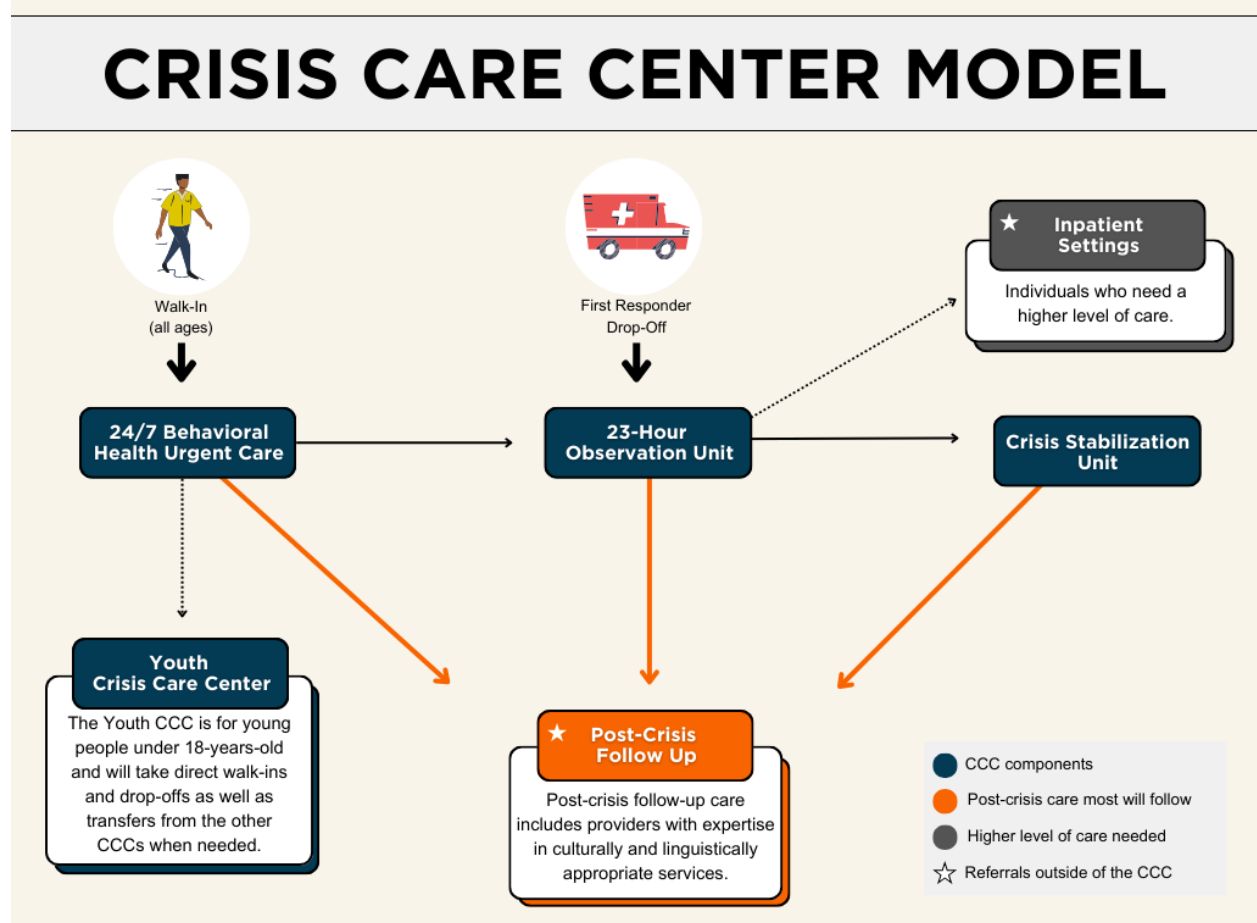 CRISIS CARE CENTER MODEL
Walk-In
(all ages)
First Responder
Drop-Off
Inpatient
Settings
Individuals who need a
higher level of care.
24/7 Behavioral
Health Urgent Care
23-Hour
Observation Unit
Crisis Stabilization
Unit
Youth
Crisis Care Center
The Youth CCC is for young
people under 18-years-old
and will take direct walk-ins
and drop-offs as well as
transfers from the other
CCCs when needed.
Post-Crisis
Follow Up
Post-crisis follow-up care
includes providers with expertise
in culturally and linguistically
appropriate services.
CCC components
Post-crisis care most will follow
Higher level of care needed
Referrals outside of the CCC